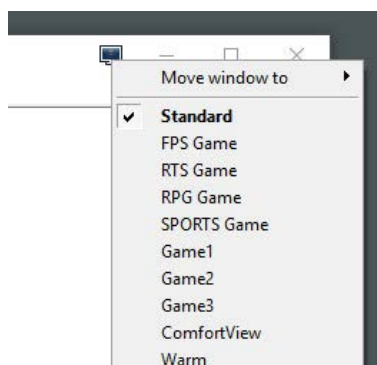 Move window to
Standard
FPS Game
RTS Game
RPG Game
SPORTS Game
Game1
Game2
Game3
ComfortView
Warm